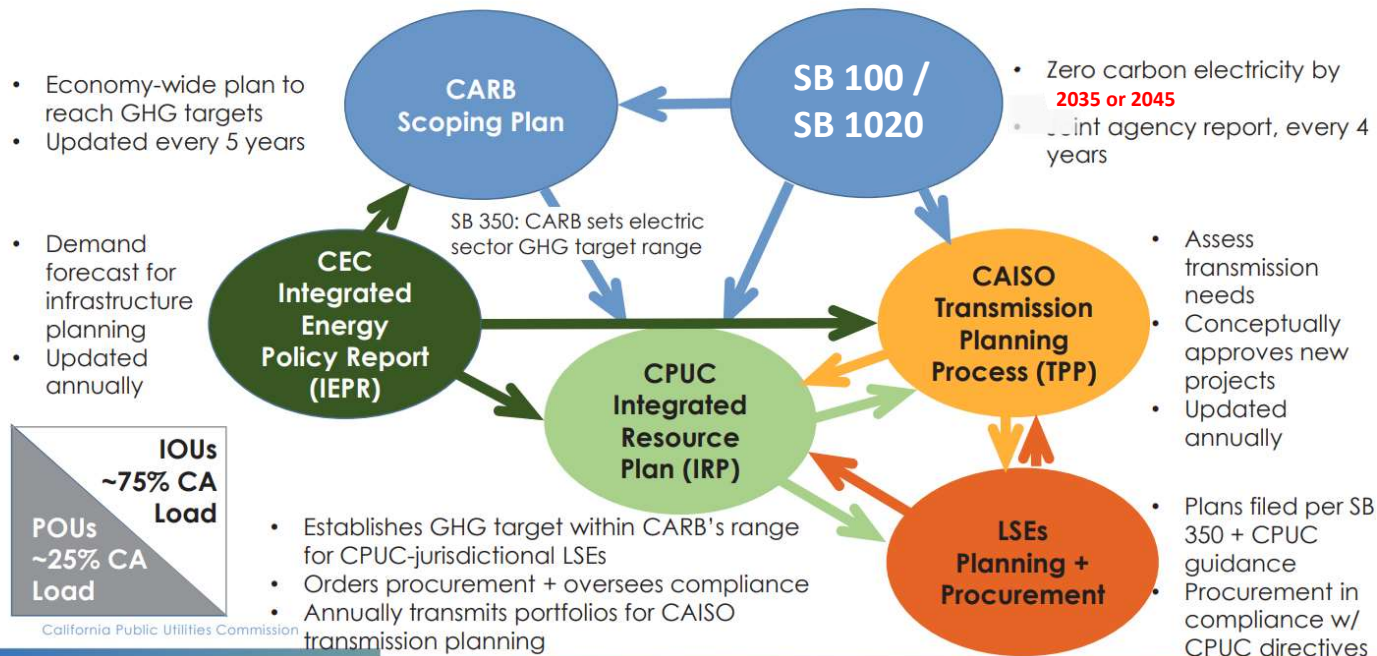 • Economy-wide plan to
reach GHG targets
• Updated every 5 years
CARB
Scoping Plan
SB 100 /
SB 1020
• Zero carbon electricity by
2035 or 2045
• agency report, every 4
years
SB 350: CARB sets electric
sector GHG target range
• Demand
forecast for
infrastructure
planning
• Updated
annually
CEC
Integrated
Energy
Policy Report
(IEPR)
CAISO
Transmission
Planning
Process (TPP)
• Assess
transmission
needs
• Conceptually
approves new
projects
• Updated
annually
CPUC
Integrated
Resource
Plan (IRP)
IOUs
~75% CA
Load
POUs
~25% CA
Load
• Establishes GHG target within CARB's range
for CPUC-jurisdictional LSEs
• Orders procurement + oversees compliance
• Annually transmits portfolios for CAISO
transmission planning
LSEs
Planning +
Procurement
• Plans filed per SB
350 + CPUC
guidance
• Procurement in
compliance w/
CPUC directives
California Public Utilities Commission